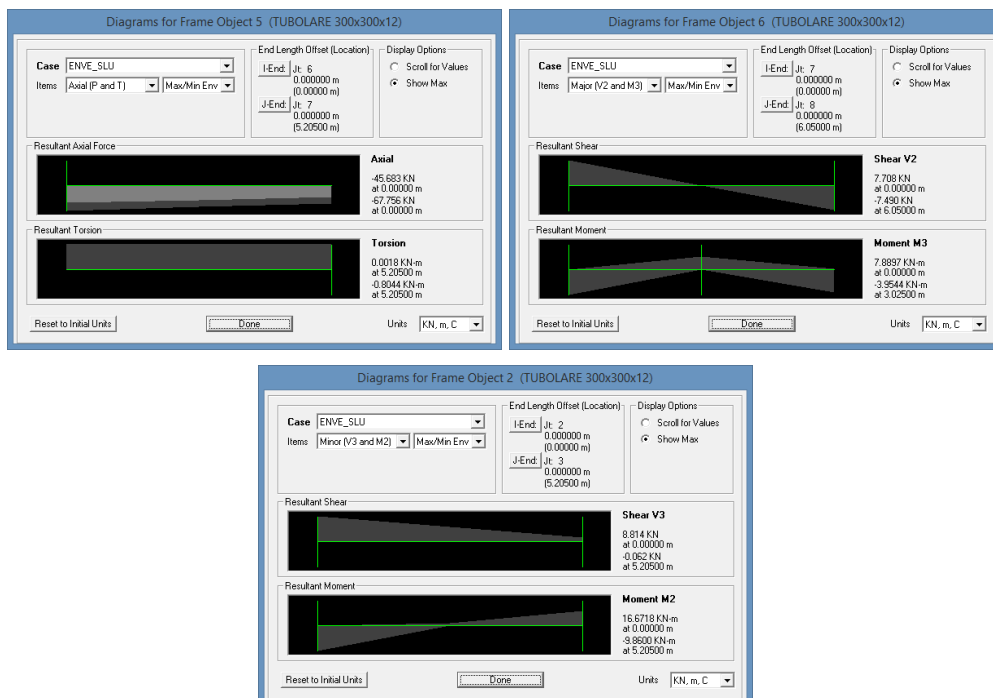 Diagrams for Frame Object 5 (TUBOLARE 300x300x12)
Case ENVE_SLU
Items Axial (P and T) Max/Min Env
End Length Offset (Location)
I-End: Jt: 6
0.000000 m
(0.00000 m)
J-End: Jt: 7
0.000000 m
(5.20500 m)
Display Options
Scroll for Values
Show Max
Resultant Axial Force
Axial
-45.683 KN
at 0.00000 m
-67.756 KN
at 0.00000 m
Resultant Torsion
Torsion
0.0018 KN-m
at 5.20500 m
-0.8044 KN-m
at 5.20500 m
Reset to Initial Units
Done
Units KN, m, C
Diagrams for Frame Object 6 (TUBOLARE 300x300x12)
Case ENVE_SLU
Items Major (V2 and M3) Max/Min Env
End Length Offset (Location)
I-End: Jt: 7
0.000000 m
(0.00000 m)
J-End: Jt: 8
0.000000 m
(6.05000 m)
Display Options
Scroll for Values
Show Max
Resultant Shear
Shear V2
7.708 KN
at 0.00000 m
-7.490 KN
at 6.05000 m
Resultant Moment
Moment M3
7.8897 KN-m
at 0.00000 m
-3.9544 KN-m
at 3.02500 m
Reset to Initial Units
Done
Units KN, m, C
Diagrams for Frame Object 2 (TUBOLARE 300x300x12)
Case ENVE_SLU
Items Minor (V3 and M2) Max/Min Env
End Length Offset (Location)
I-End: Jt: 2
0.000000 m
(0.00000 m)
J-End: Jt: 3
0.000000 m
(5.20500 m)
Display Options
Scroll for Values
Show Max
Resultant Shear
Shear V3
8.814 KN
at 0.00000 m
-0.062 KN
at 5.20500 m
Resultant Moment
Moment M2
16.6718 KN-m
at 0.00000 m
-9.8600 KN-m
at 5.20500 m
Reset to Initial Units
Done
Units KN, m, C